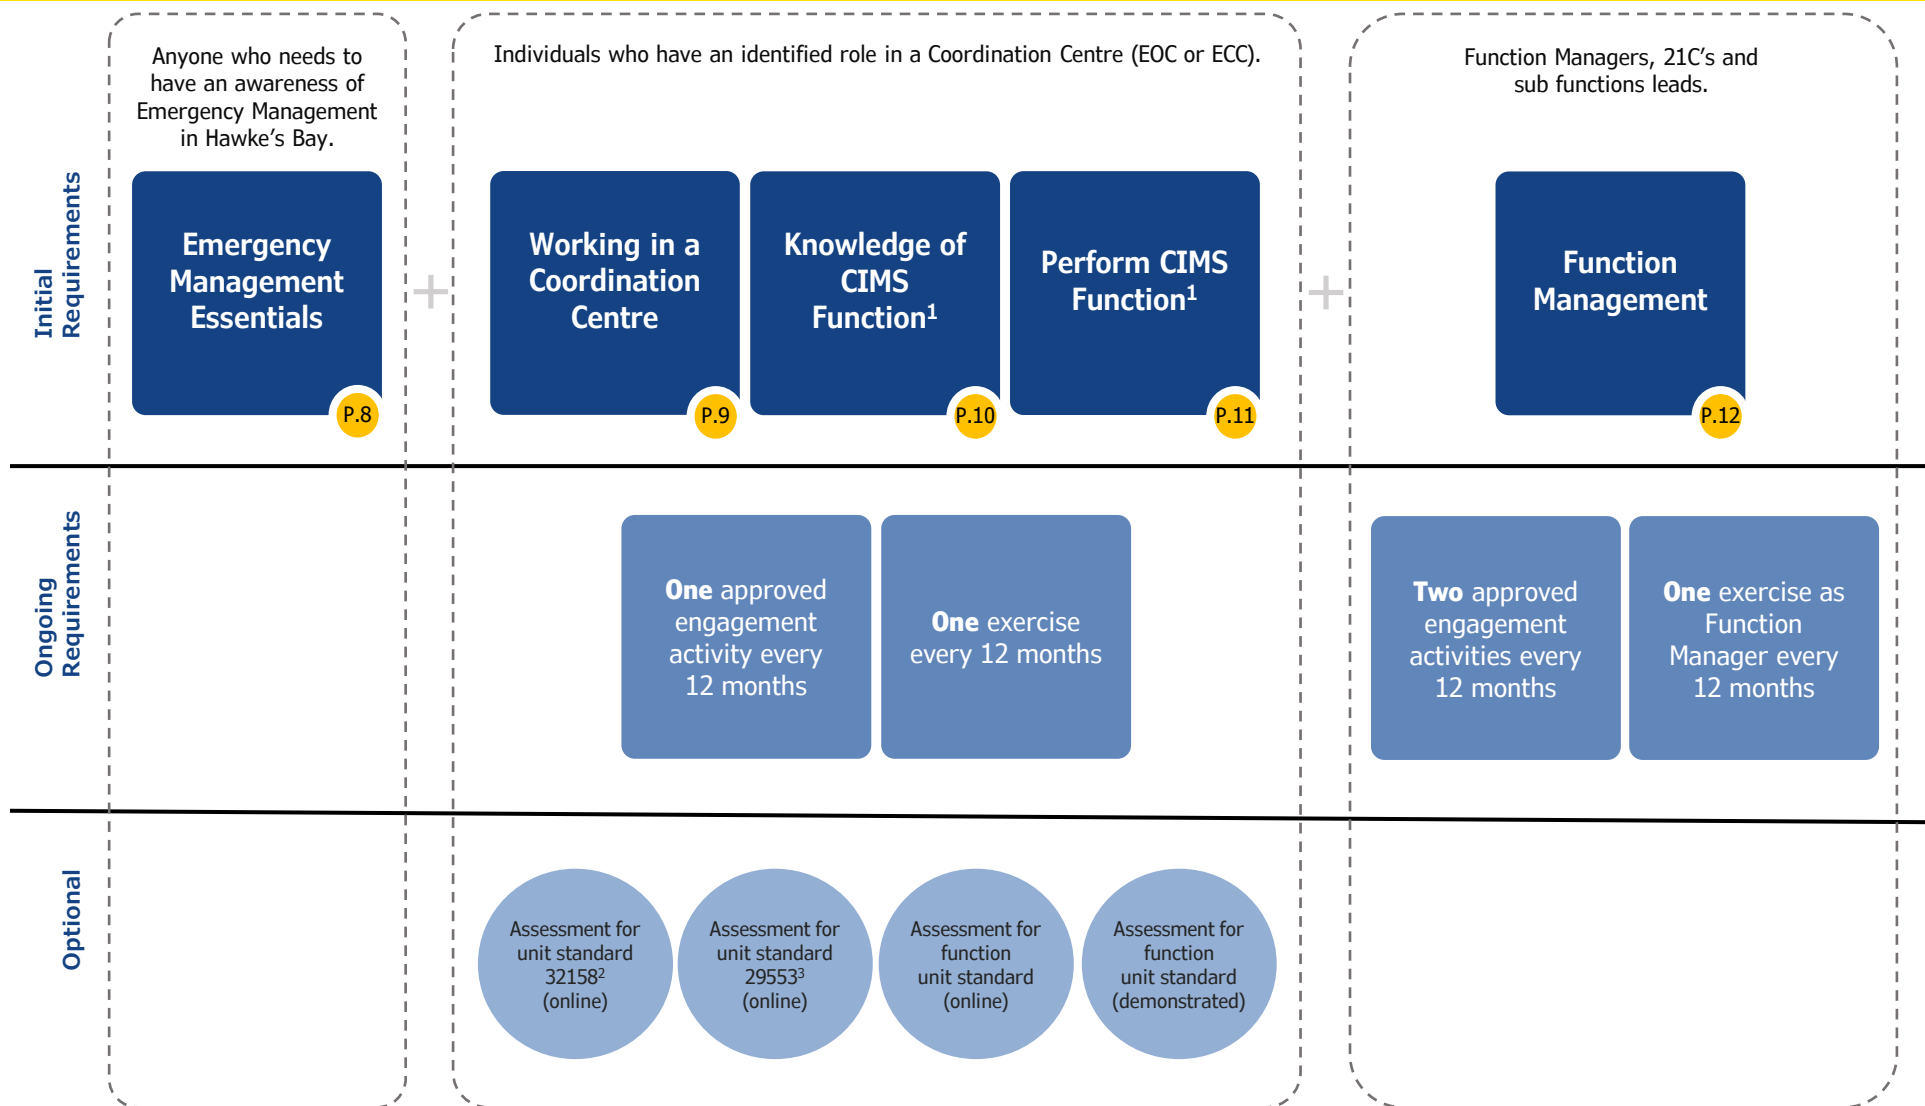 Anyone who needs to
have an awareness of
Emergency Management
in Hawke's Bay.
Individuals who have an identified role in a Coordination Centre (EOC or ECC).
Function Managers, 21C's and
sub functions leads.
Initial
Requirements
Emergency
Management
Essentials
P.8
+
Working in a
Coordination
Centre
P.9
Knowledge of
CIMS
Function¹
P.10
Perform CIMS
Function¹
P.11
+
Function
Management
P.12
Ongoing
Requirements
One approved
engagement
activity every
12 months
One exercise
every 12 months
Two approved
engagement
activities every
12 months
One exercise as
Function
Manager every
12 months
Optional
Assessment for
unit standard
32158²
(online)
Assessment for
unit standard
29553³
(online)
Assessment for
function
unit standard
(online)
Assessment for
function
unit standard
(demonstrated)